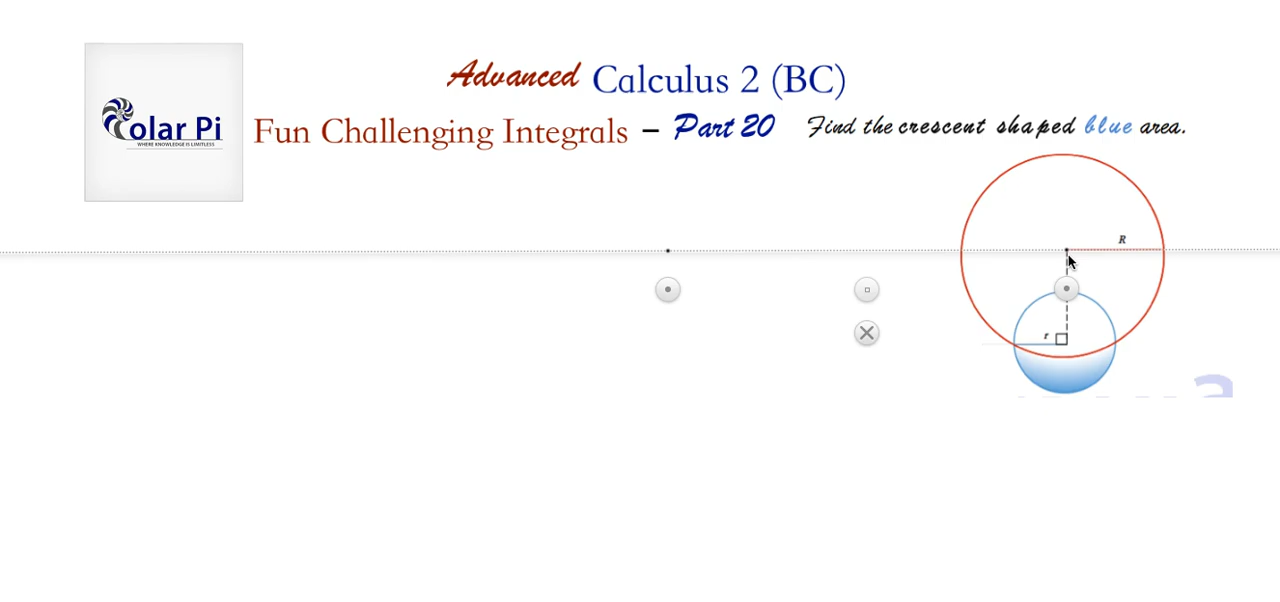 Advanced Calculus 2 (BC)
olar Pi
WHERE KNOWLEDGE IS LIMITLESS
Fun Challenging Integrals – Part 20 Find the crescent shaped blue area.
R
r